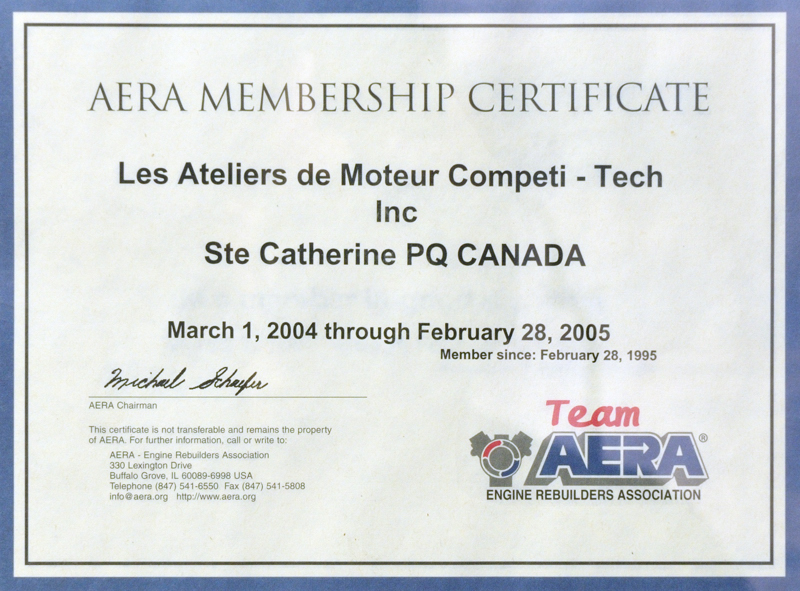 AERA MEMBERSHIP CERTIFICATE
Les Ateliers de Moteur Competi - Tech
Inc
Ste Catherine PQ CANADA
March 1, 2004 through February 28, 2005
Member since: February 28, 1995
Michael Schaefer
AERA Chairman
This certificate is not transferable and remains the property
of AERA. For further information, call or write to:
AERA - Engine Rebuilders Association
330 Lexington Drive
Buffalo Grove, IL 60089-6998 USA
Telephone (847) 541-6550 Fax (847) 541-5808
info@aera.org http://www.aera.org
Team
AERA®
ENGINE REBUILDERS ASSOCIATION